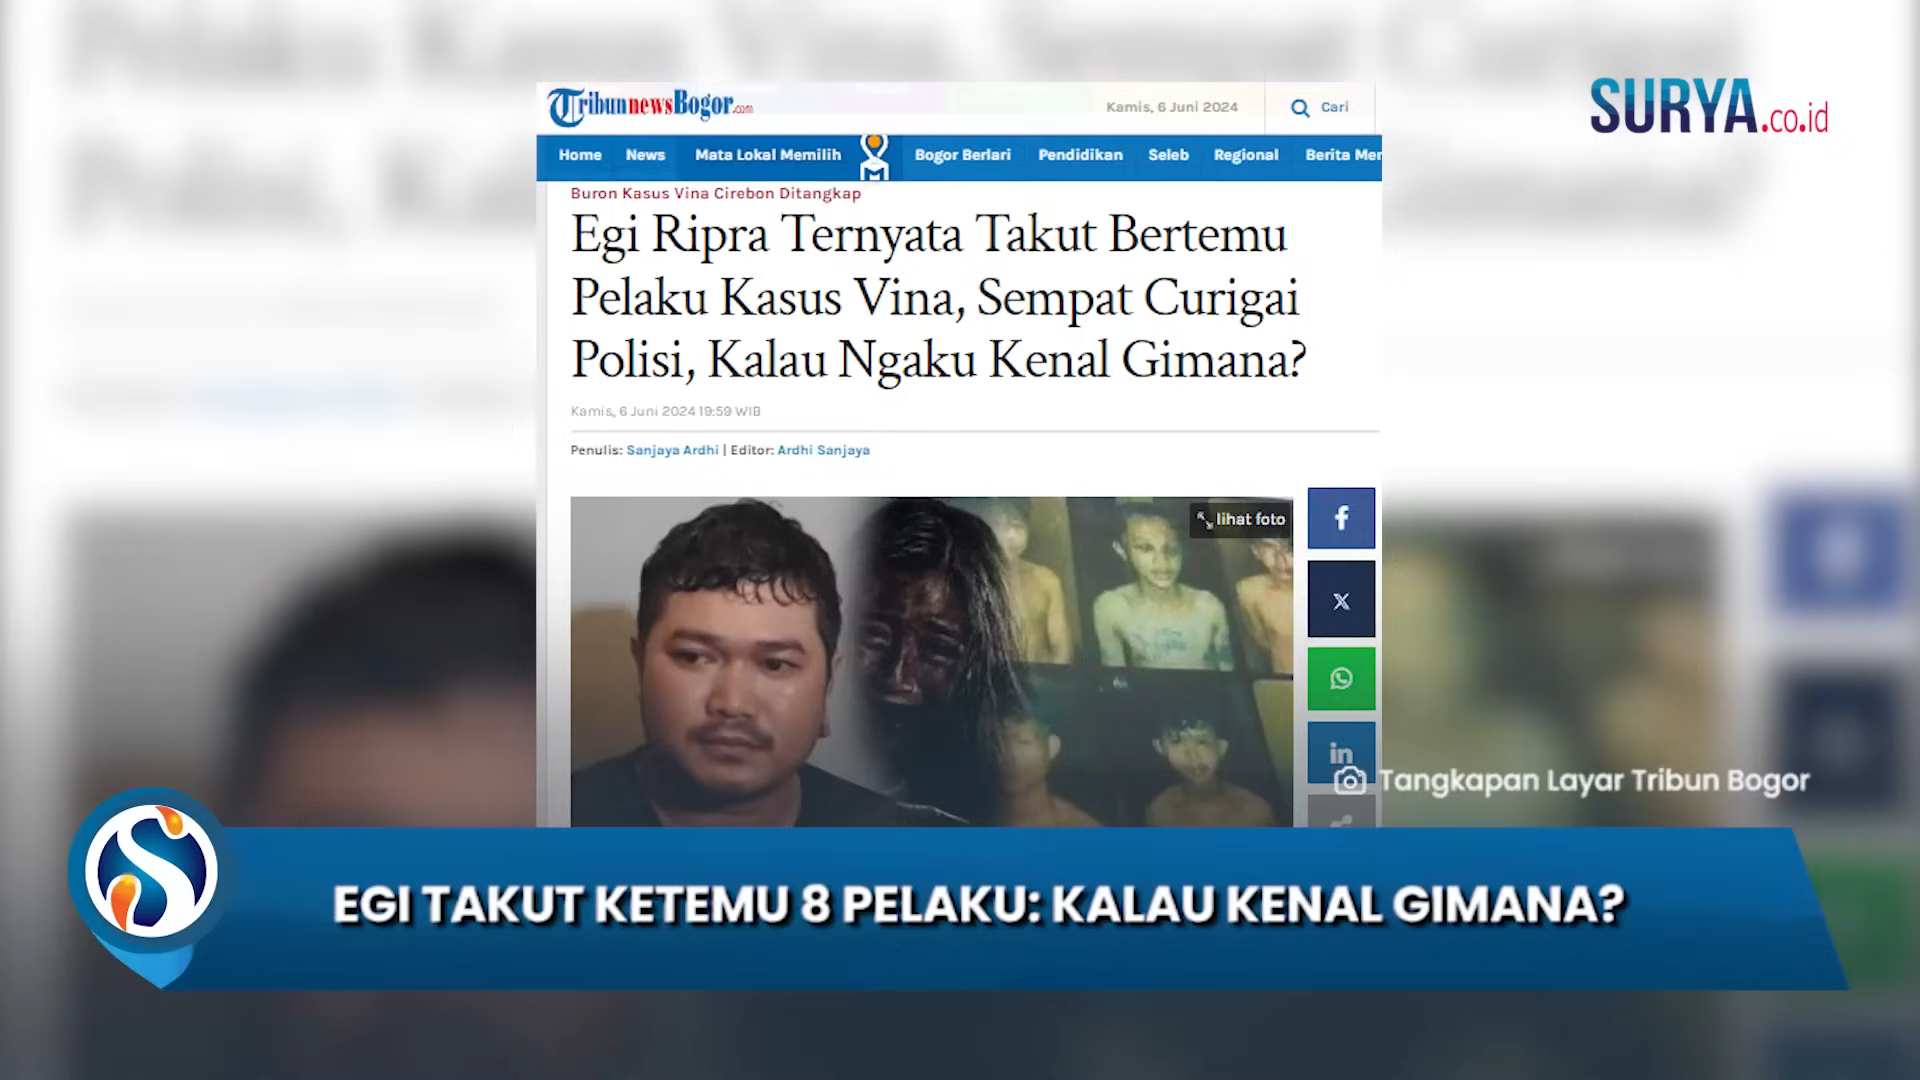 SURYA.co.id
TribunnewsBogor.com
Kamis, 6 Juni 2024
Cari
Home News Mata Lokal Memilih Bogor Berlari Pendidikan Seleb Regional Berita
Buron Kasus Vina Cirebon Ditangkap
Egi Ripra Ternyata Takut Bertemu
Pelaku Kasus Vina, Sempat Curigai
Polisi, Kalau Ngaku Kenal Gimana?
Kamis, 6 Juni 2024 19:59 WIB
Penulis: Sanjaya Ardhi | Editor: Ardhi Sanjaya
lihat foto
Tangkapan Layar Tribun Bogor
EGI TAKUT KETEMU 8 PELAKU: KALAU KENAL GIMANA?